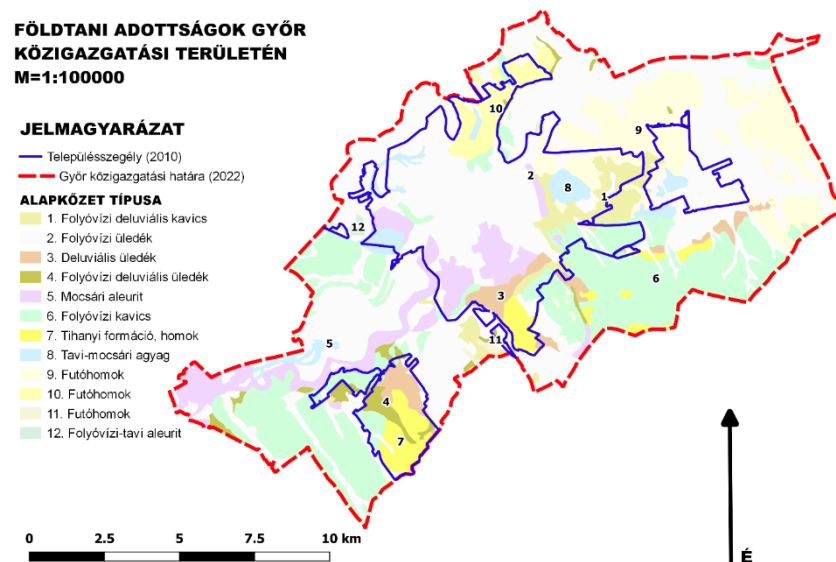 FÖLDTANI ADOTTSÁGOK GYŐR
KÖZIGAZGATÁSI TERÜLETÉN
M=1:100000
JELMAGYARÁZAT
Településszegély (2010)
Győr közigazgatási határa (2022)
ALAPKŐZET TÍPUSA
1. Folyóvízi deluviális kavics
2. Folyóvízi üledék
3. Deluviális üledék
4. Folyóvízi deluviális üledék
5. Mocsári aleurit
6. Folyóvízi kavics
7. Tihanyi formáció, homok
8. Tavi-mocsári agyag
9. Futóhomok
10. Futóhomok
11. Futóhomok
12. Folyóvízi-tavi aleurit
10
9
2
8
1
12
6
3
11
5
4
7
0 2.5 5 7.5 10 km
É